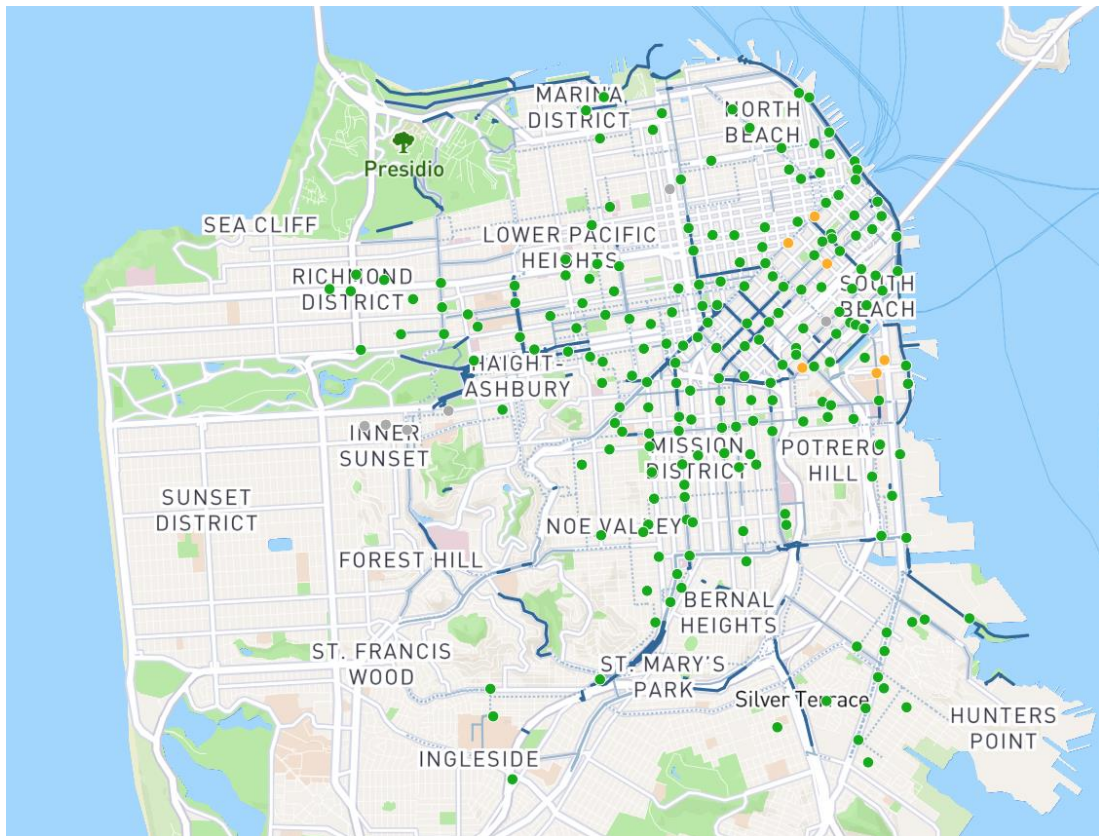 MARINA
DISTRICT
NORTH
BEACH
Presidio
SEA CLIFF
LOWER PACIFIC
HEIGHTS
RICHMOND
DISTRICT
SOUTH
BEACH
HAIGHT-
ASHBURY
INNER
SUNSET
MISSION
DISTRICT
POTRERO
HILL
SUNSET
DISTRICT
NOE VALLEY
FOREST HILL
BERNAL
HEIGHTS
ST. FRANCIS
WOOD
ST. MARY'S
PARK
Silver Terrace
HUNTERS
POINT
INGLESIDE